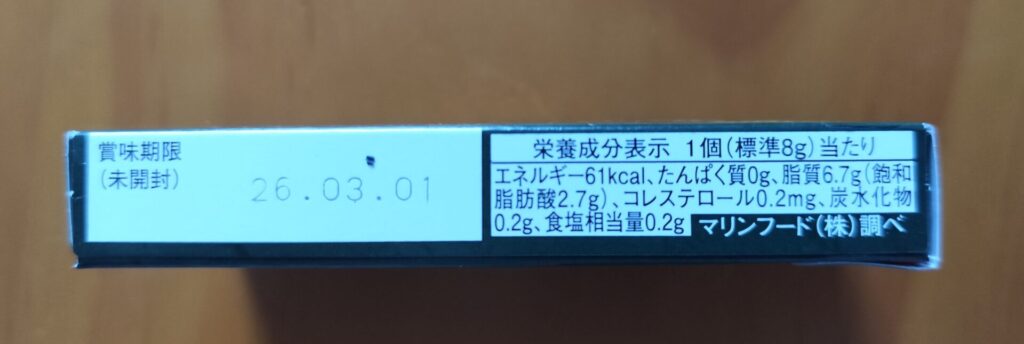 賞味期限
(未開封)
26.03.01
栄養成分表示 1個(標準8g)当たり
エネルギー61kcal、たんぱく質0g、脂質6.7g(飽和
脂肪酸2.7g)、コレステロール0.2mg、炭水化物
0.2g、食塩相当量0.2g マリンフード(株)調べ